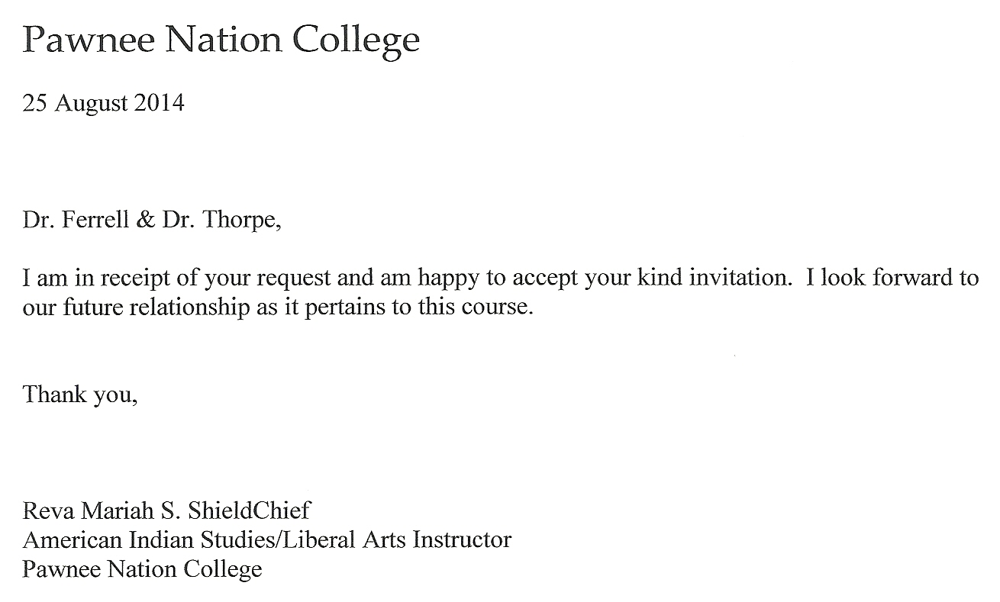 Pawnee Nation College
25 August 2014
Dr. Ferrell & Dr. Thorpe,
I am in receipt of your request and am happy to accept your kind invitation.  I look forward to
our future relationship as it pertains to this course.
Thank you,
Reva Mariah S. ShieldChief
American Indian Studies/Liberal Arts Instructor
Pawnee Nation College